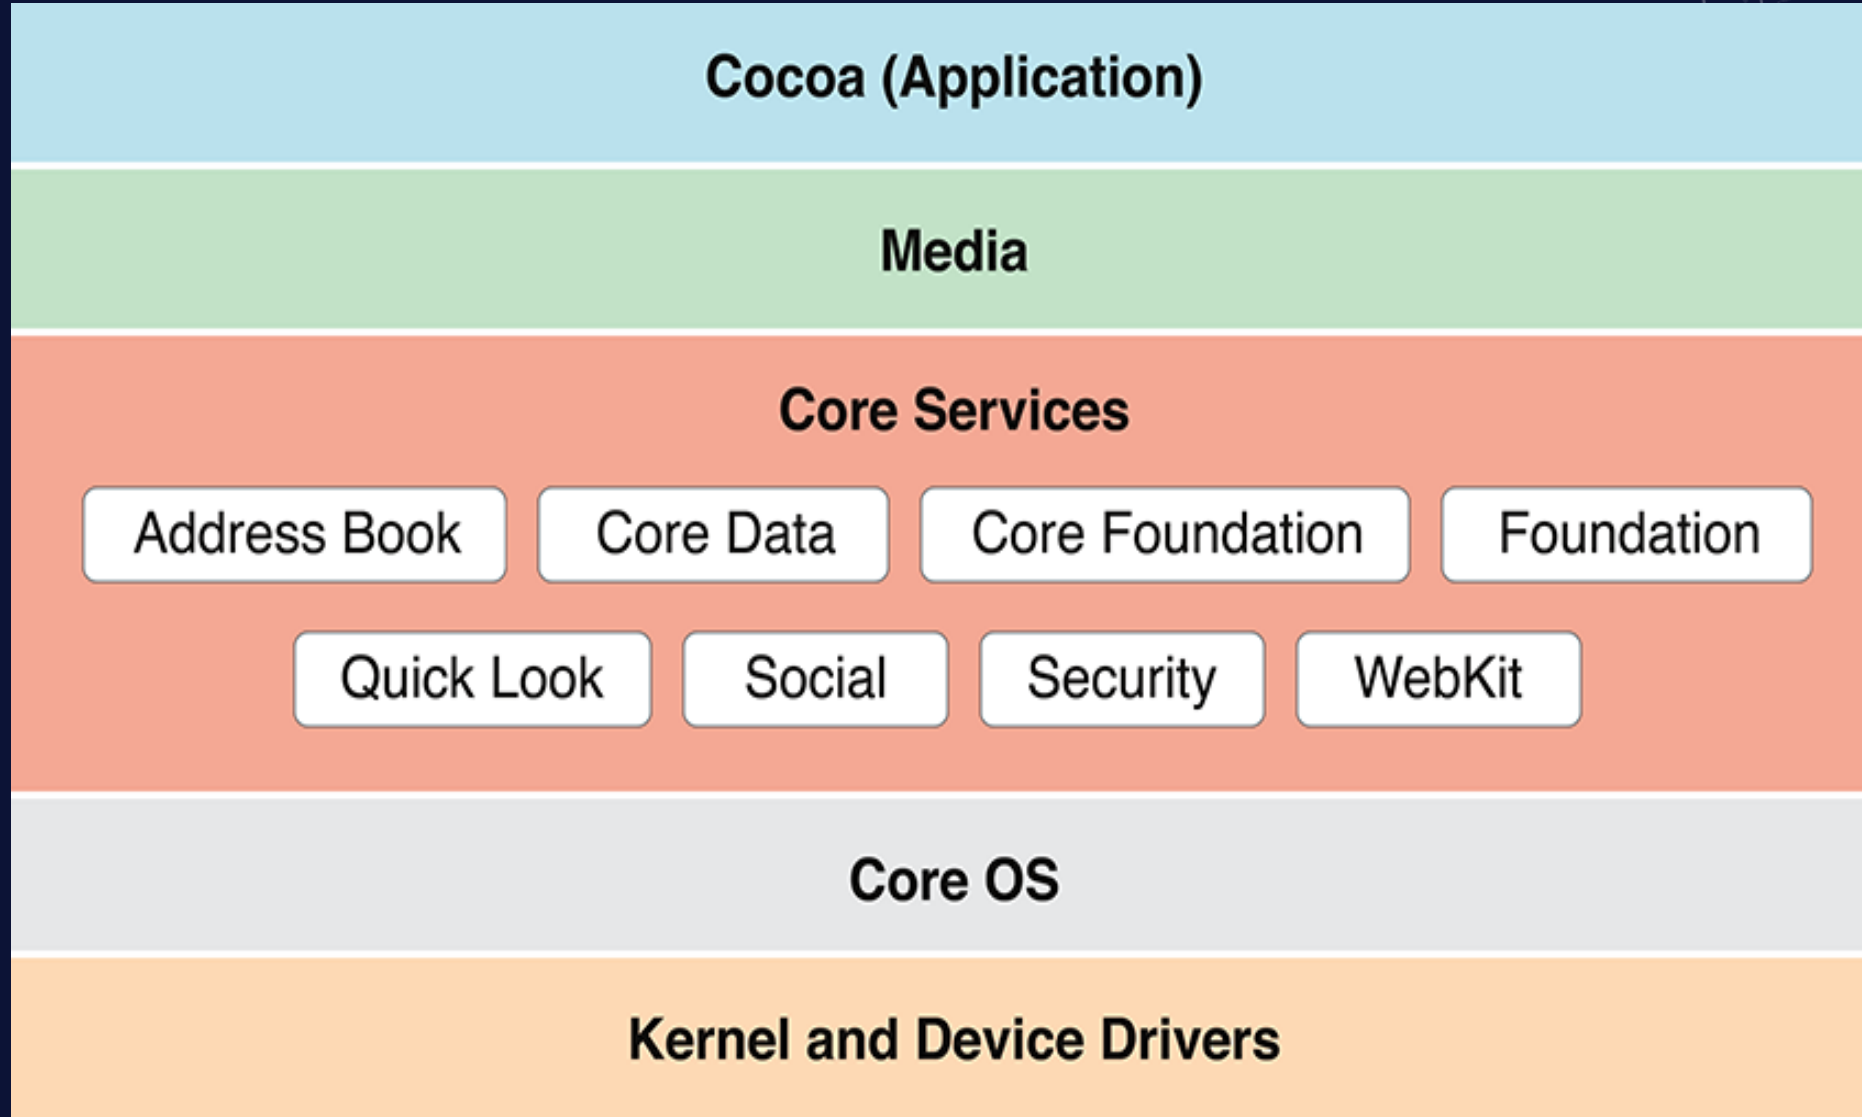 Cocoa (Application)
Media
Core Services
Address Book Core Data Core Foundation Foundation
Quick Look Social Security WebKit
Core OS
Kernel and Device Drivers